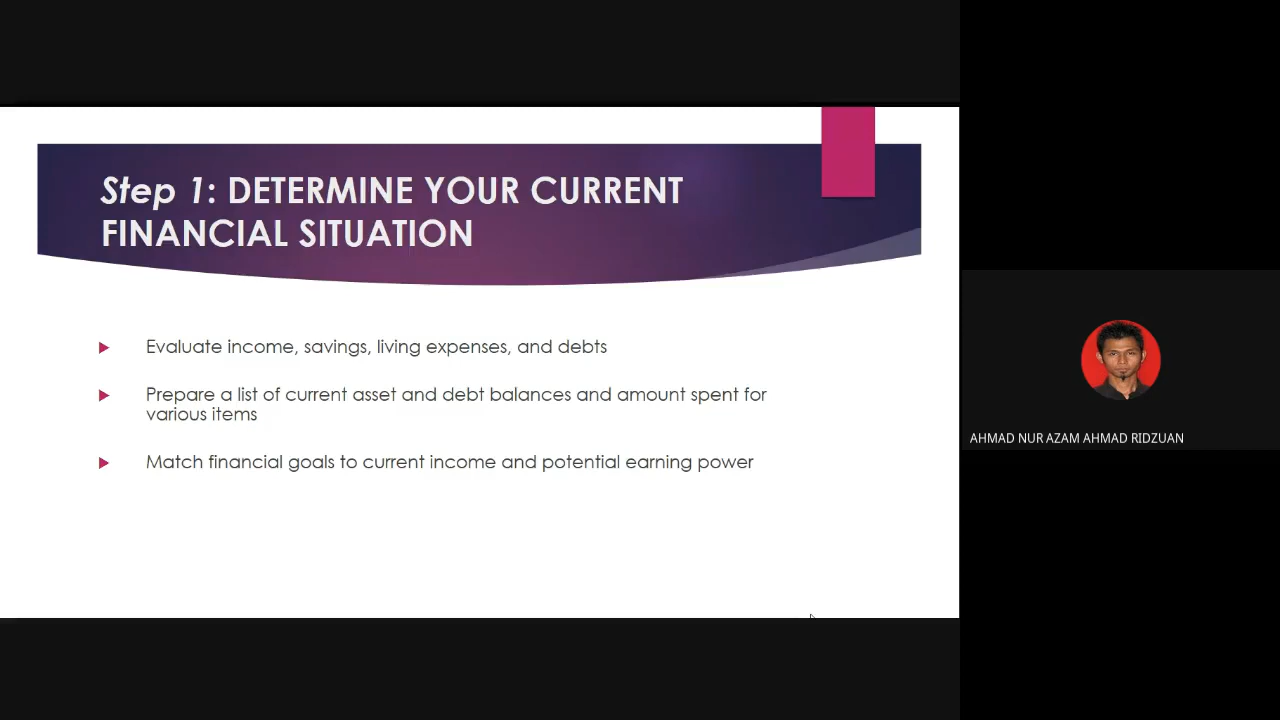 Step 1: DETERMINE YOUR CURRENT
FINANCIAL SITUATION
Evaluate income, savings, living expenses, and debts
Prepare a list of current asset and debt balances and amount spent for
various items
Match financial goals to current income and potential earning power
AHMAD NUR AZAM AHMAD RIDZUAN